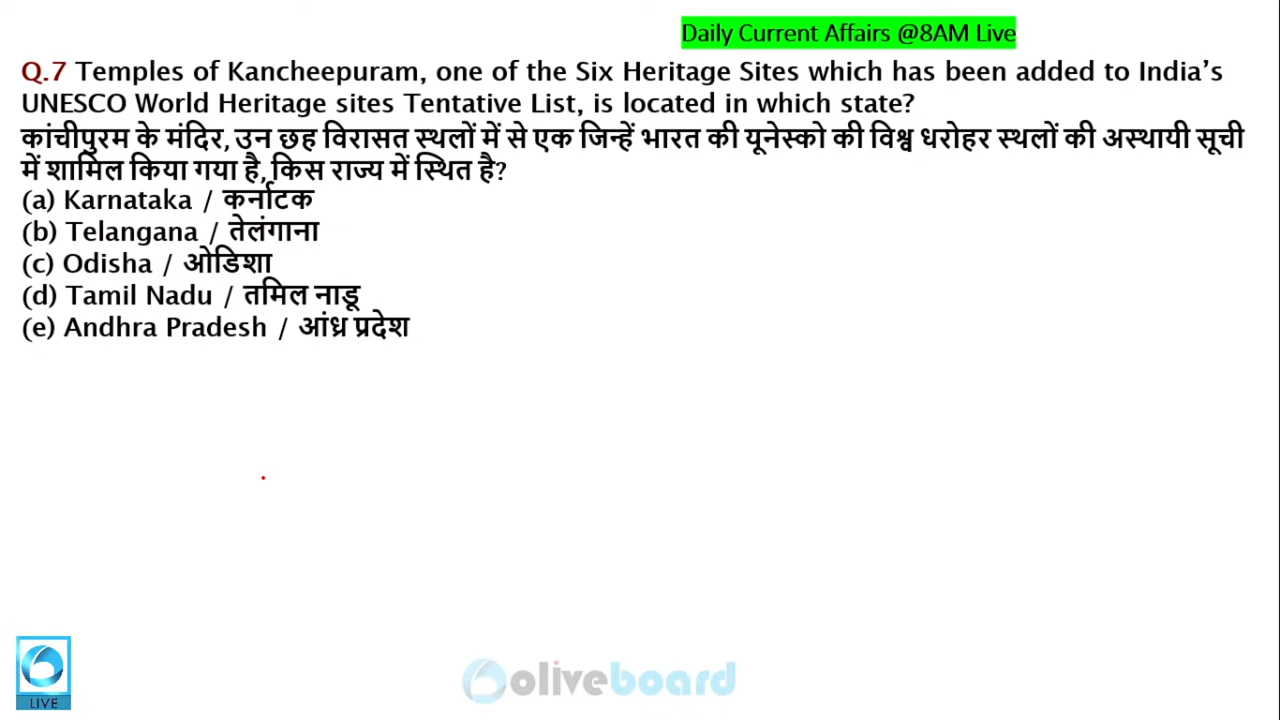 Daily Current Affairs @8AM Live
Q.7 Temples of Kancheepuram, one of the Six Heritage Sites which has been added to India’s
UNESCO World Heritage sites Tentative List, is located in which state?
कांचीपुरम के मंदिर, उन छह विरासत स्थलों में से एक जिन्हें भारत की यूनेस्को की विश्व धरोहर स्थलों की अस्थायी सूची
में शामिल किया गया है, किस राज्य में स्थित है?
(a) Karnataka / कर्नाटक
(b) Telangana / तेलंगाना
(c) Odisha / ओडिशा
(d) Tamil Nadu / तमिल नाडू
(e) Andhra Pradesh / आंध्र प्रदेश
LIVE
oliveboard